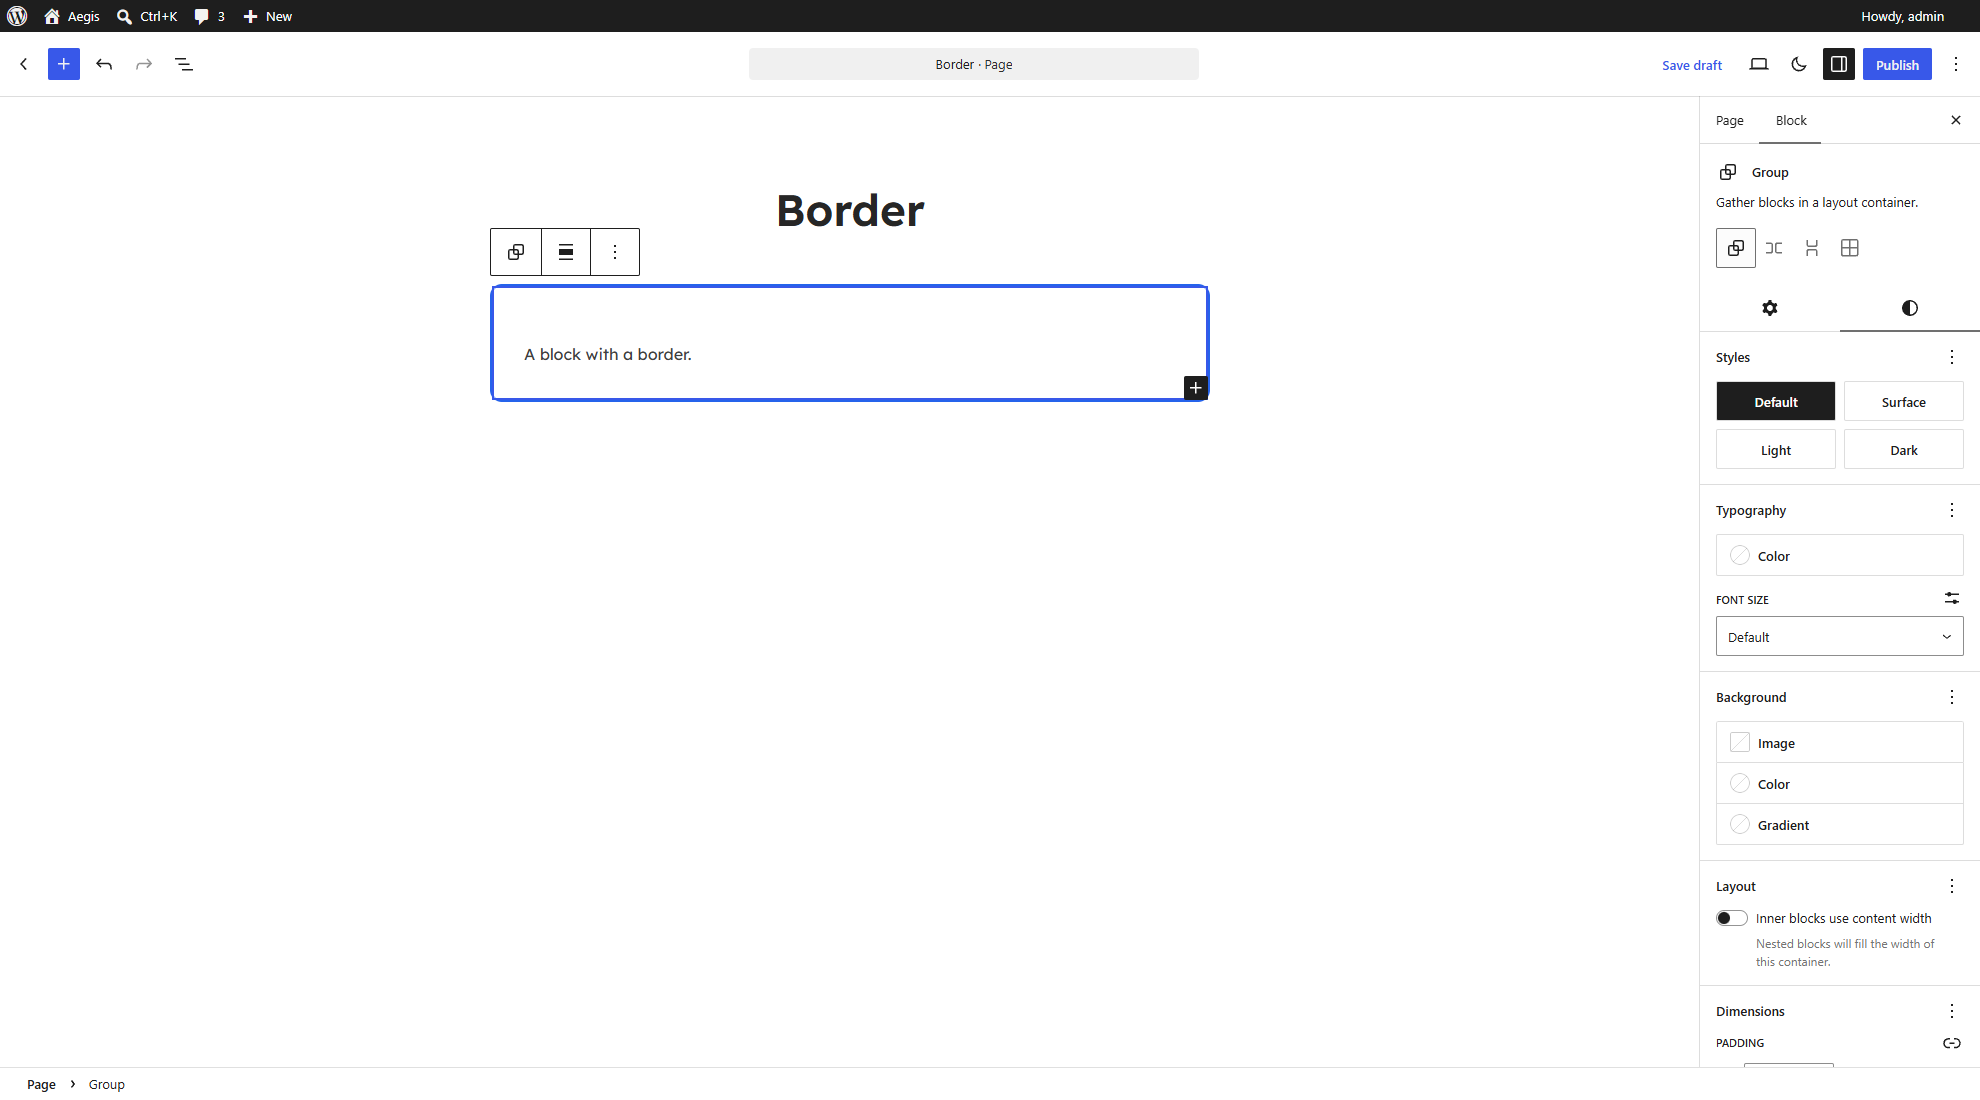 Aegis
Ctrl+K
3
New
Howdy, admin
Border · Page
Save draft
Publish
Page
Block
Group
Gather blocks in a layout container.
Border
A block with a border.
Styles
Default
Surface
Light
Dark
Typography
Color
FONT SIZE
Default
Background
Image
Color
Gradient
Layout
Inner blocks use content width
Nested blocks will fill the width of
this container.
Dimensions
PADDING
Page
Group